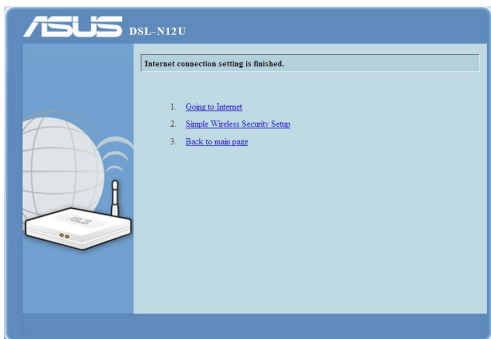 ASUS DSL-N12U
Internet connection setting is finished.
1. Going to Internet
2. Simple Wireless Security Setup
3. Back to main page
ASUS